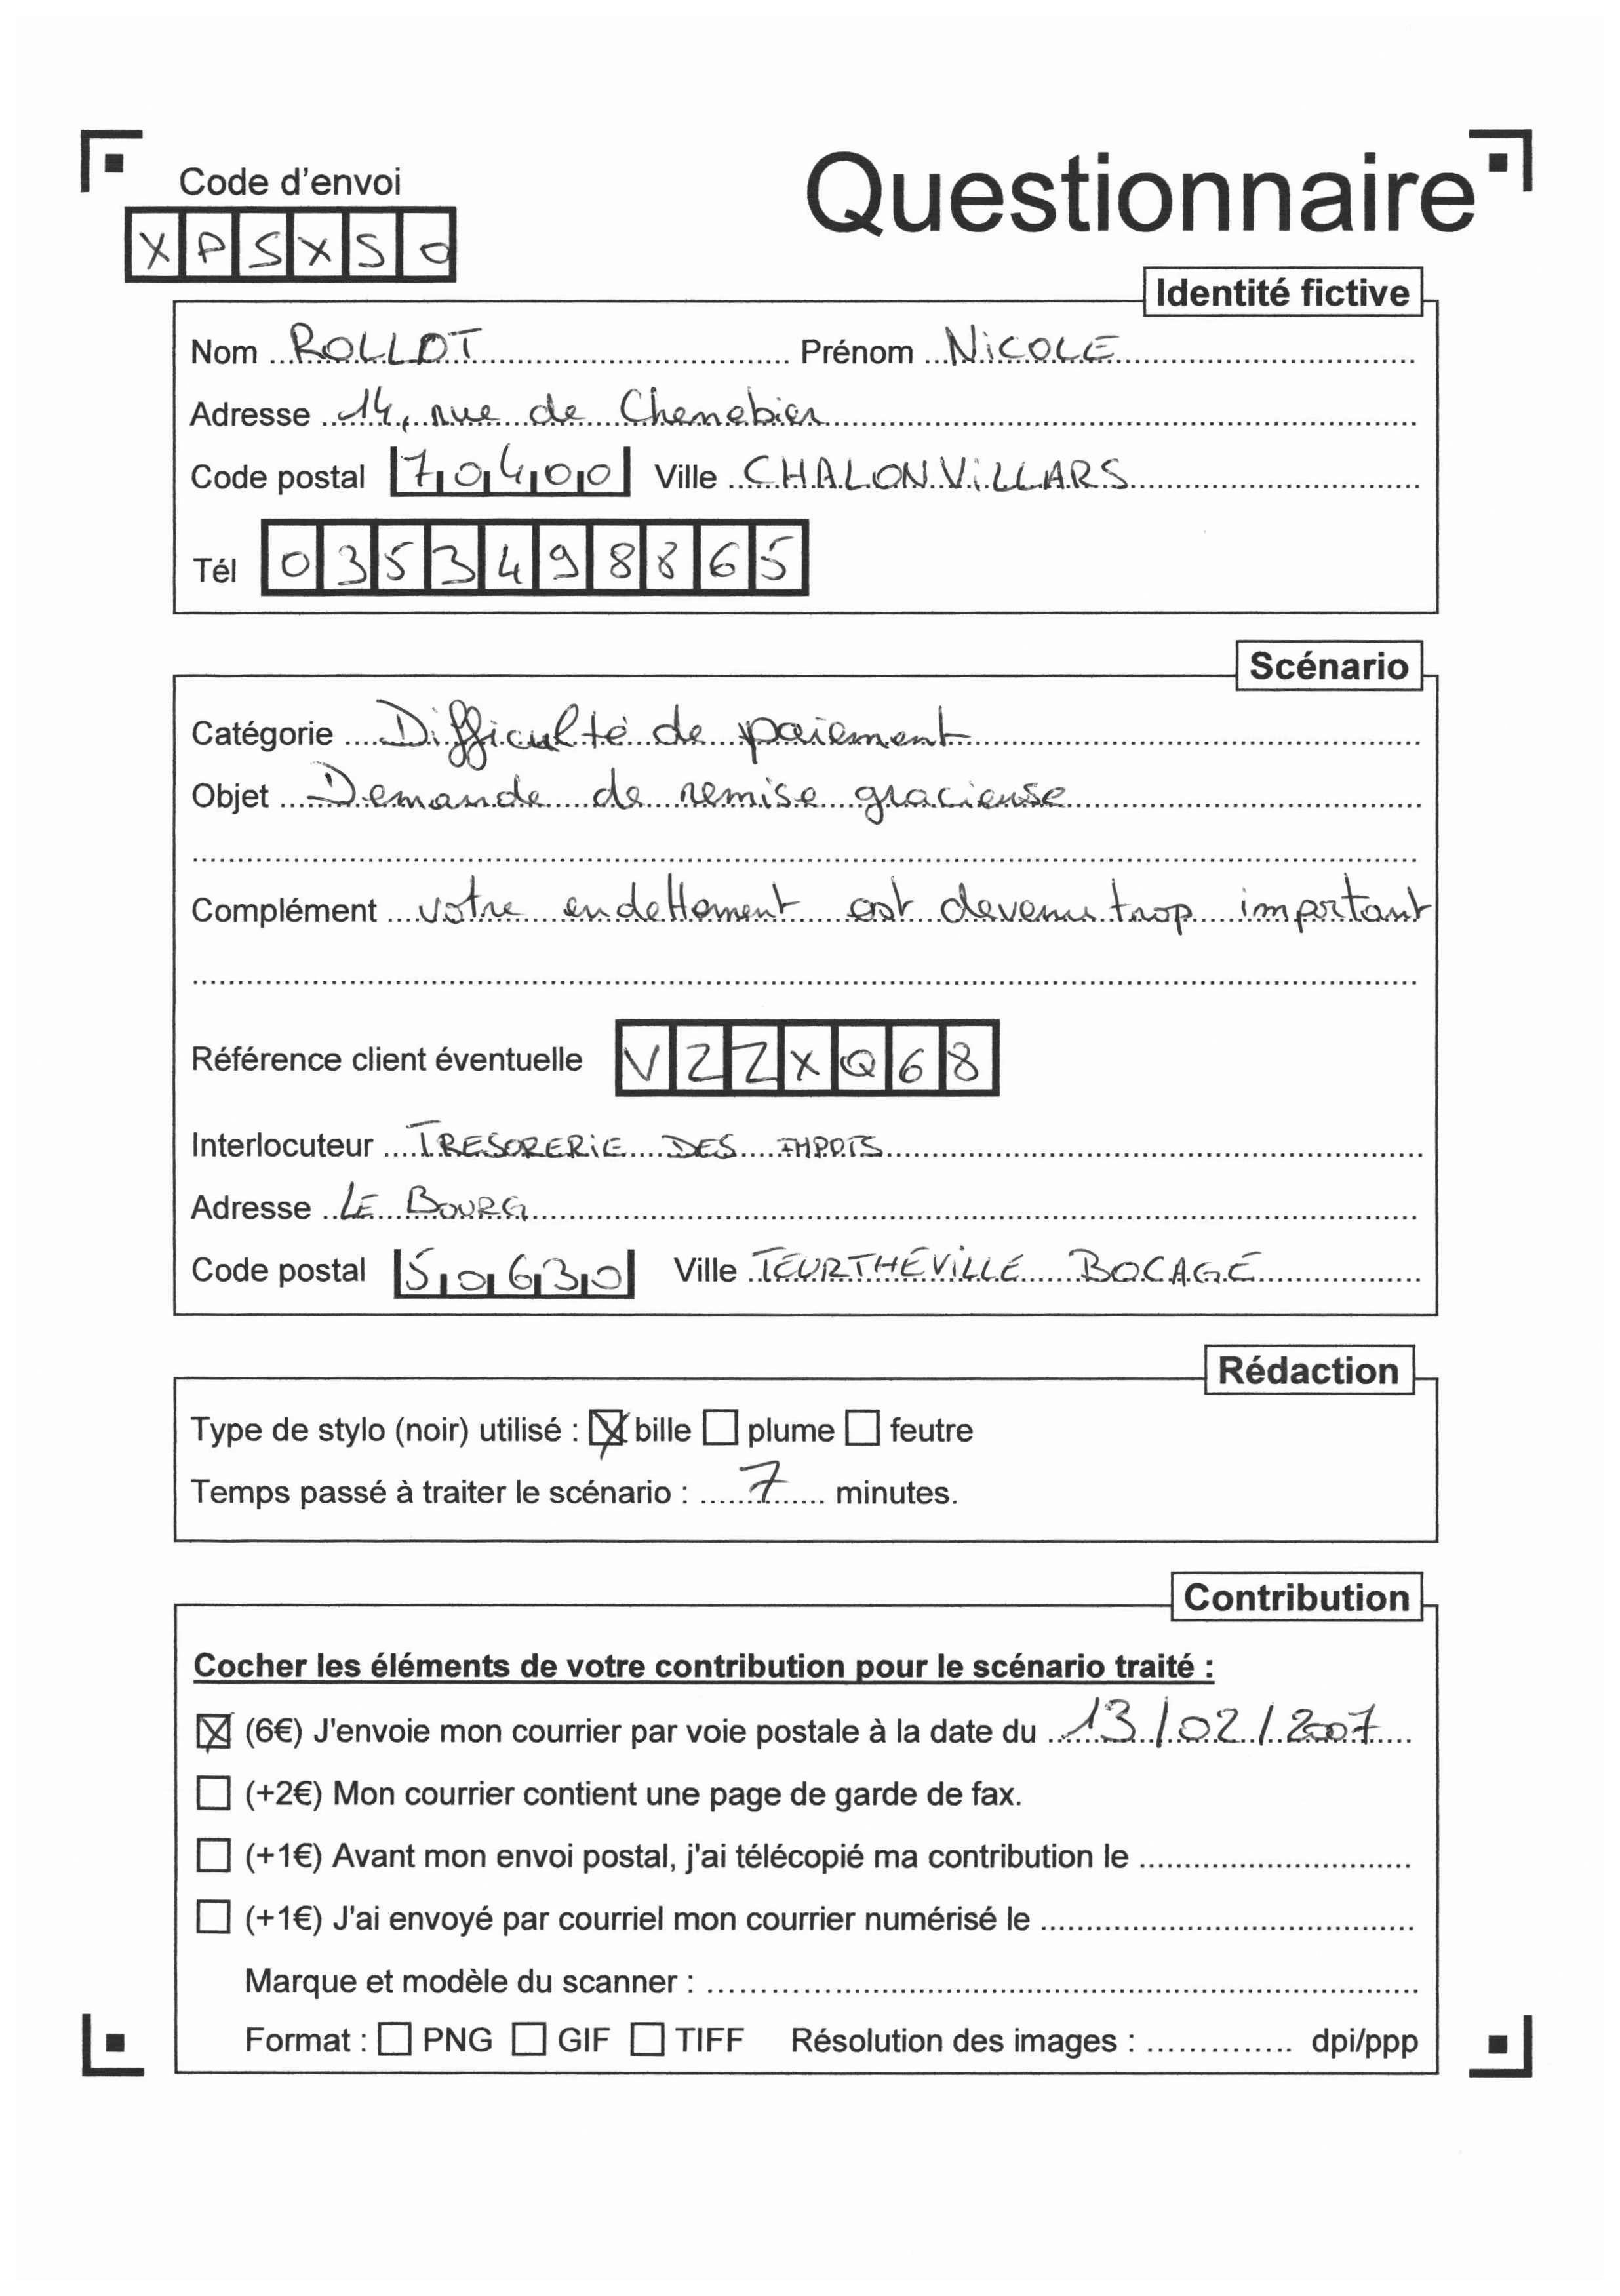 Code d'envoi
Questionnaire
XPSXSO
Identité fictive
Nom ROLLOT Prénom NiCOLE
Adresse 14, rue de Chenebier
Code postal 70400 Ville CHALONViLLARS
Tél 0353498865
Scénario
Catégorie Difficulté de paiement
Objet Demande de remise gracieuse
Complément votre endettement est devenu trop important
Référence client éventuelle VZZXQ68
Interlocuteur TRESORERiE DES IMPOTS
Adresse LE BOURG
Code postal 50630 Ville TEURTHÉViLLE BOCAGE
Rédaction
Type de stylo (noir) utilisé : bille plume feutre
Temps passé à traiter le scénario : 7 minutes.
Contribution
Cocher les éléments de votre contribution pour le scénario traité :
(6€) J'envoie mon courrier par voie postale à la date du 13/02/2007
(+2€) Mon courrier contient une page de garde de fax.
(+1€) Avant mon envoi postal, j'ai télécopié ma contribution le
(+1€) J'ai envoyé par courriel mon courrier numérisé le
Marque et modèle du scanner :
Format : PNG GIF TIFF Résolution des images : dpi/ppp